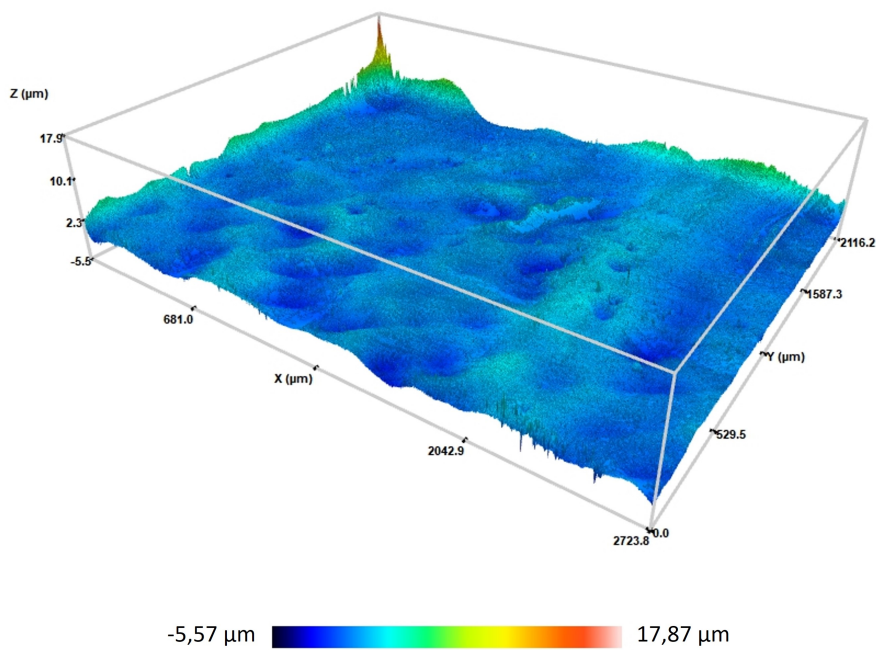 Z (µm)
17.9
10.1
2.3
-5.5
681.0
X (µm)
2042.9
2723.8
0.0
529.5
Y (µm)
1587.3
2116.2
-5,57 µm
17,87 µm